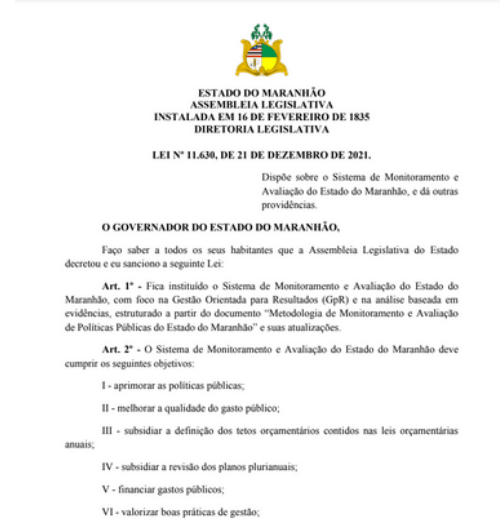 ESTADO DO MARANHÃO
ASSEMBLEIA LEGISLATIVA
INSTALADA EM 16 DE FEVEREIRO DE 1835
DIRETORIA LEGISLATIVA
LEI Nº 11.630, DE 21 DE DEZEMBRO DE 2021.
Dispõe sobre o Sistema de Monitoramento e
Avaliação do Estado do Maranhão, e dá outras
providências.
O GOVERNADOR DO ESTADO DO MARANHÃO,
Faço saber a todos os seus habitantes que a Assembleia Legislativa do Estado
decretou e eu sanciono a seguinte Lei:
Art. 1º - Fica instituído o Sistema de Monitoramento e Avaliação do Estado do
Maranhão, com foco na Gestão Orientada para Resultados (GpR) e na análise baseada em
evidências, estruturado a partir do documento “Metodologia de Monitoramento e Avaliação
de Políticas Públicas do Estado do Maranhão” e suas atualizações.
Art. 2º - O Sistema de Monitoramento e Avaliação do Estado do Maranhão deve
cumprir os seguintes objetivos:
I - aprimorar as políticas públicas;
II - melhorar a qualidade do gasto público;
III - subsidiar a definição dos tetos orçamentários contidos nas leis orçamentárias
anuais;
IV - subsidiar a revisão dos planos plurianuais;
V - financiar gastos públicos;
VI - valorizar boas práticas de gestão;